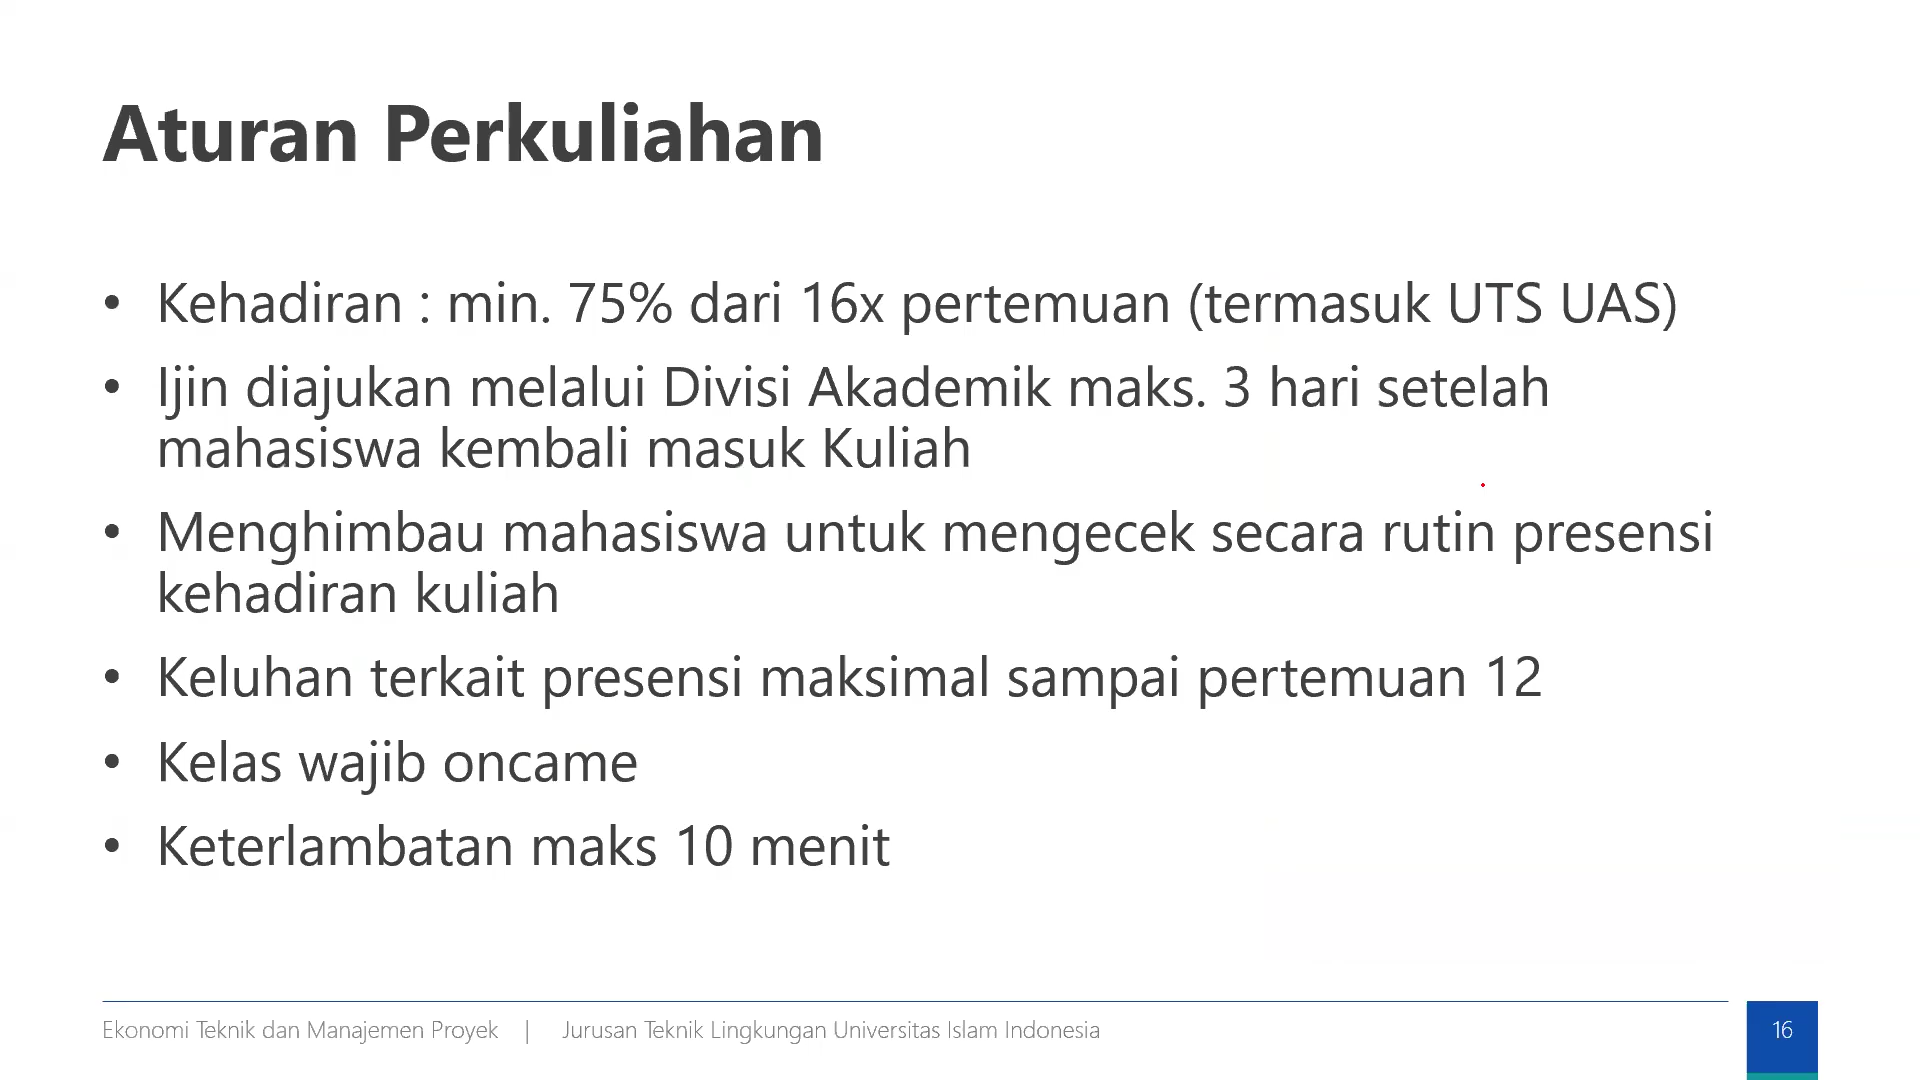 Aturan Perkuliahan
• Kehadiran : min. 75% dari 16x pertemuan (termasuk UTS UAS)
• Ijin diajukan melalui Divisi Akademik maks. 3 hari setelah
mahasiswa kembali masuk Kuliah
• Menghimbau mahasiswa untuk mengecek secara rutin presensi
kehadiran kuliah
• Keluhan terkait presensi maksimal sampai pertemuan 12
• Kelas wajib oncame
• Keterlambatan maks 10 menit
Ekonomi Teknik dan Manajemen Proyek | Jurusan Teknik Lingkungan Universitas Islam Indonesia
16